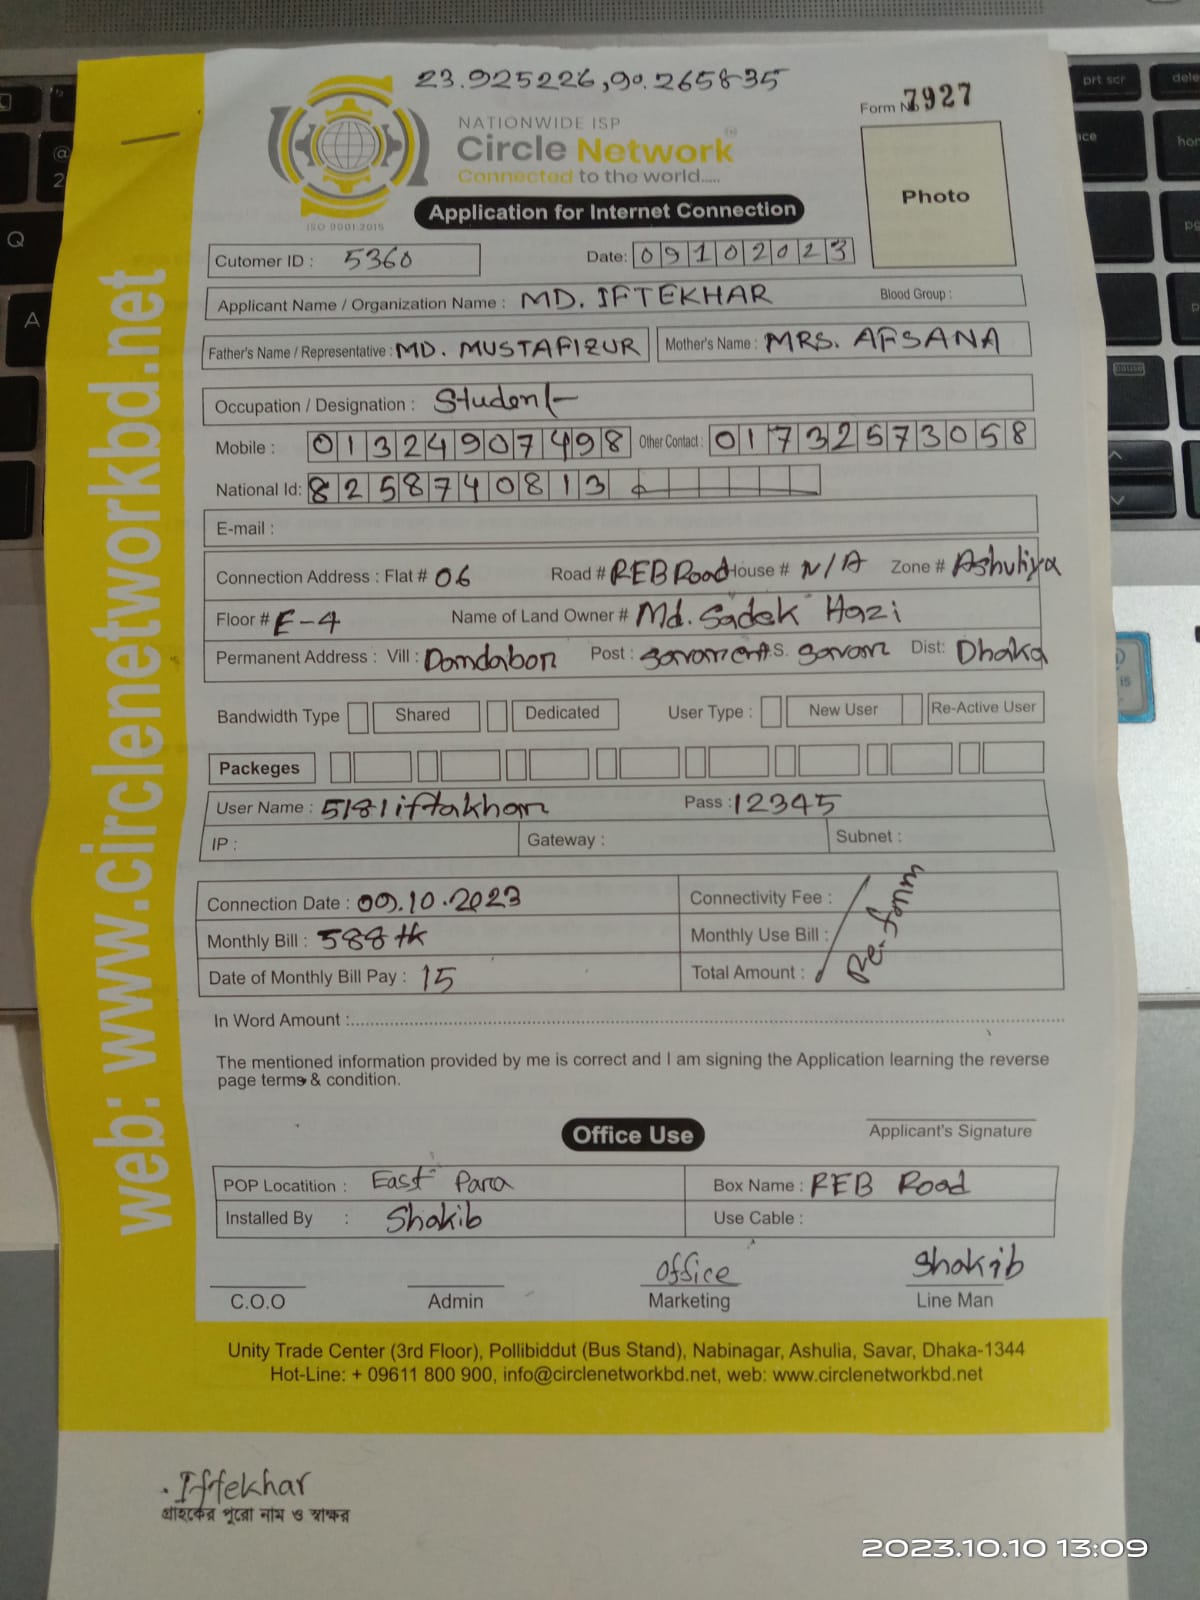 23.925226,90.265835
Form No 7927
NATIONWIDE ISP
Circle Network
Connected to the world.....
ISO 9001:2015
Photo
Application for Internet Connection
Cutomer ID : 5360 Date: 09102023
Applicant Name / Organization Name : MD. IFTEKHAR Blood Group :
Father's Name / Representative : MD. MUSTAFIZUR Mother's Name : MRS. AFSANA
Occupation / Designation : Student
Mobile : 01324907498 Other Contact : 01732573058
National Id: 8258740813
E-mail :
Connection Address : Flat # 06 Road # REB Road House # N/A Zone # Ashuliya
Floor # E-4 Name of Land Owner # Md. Sadek Hazi
Permanent Address : Vill : Dondabor Post : P.S. Savar Dist: Dhaka
Bandwidth Type Shared Dedicated User Type : New User Re-Active User
Packeges
User Name : 5181iftakhar Pass : 12345
IP : Gateway : Subnet :
Connection Date : 09.10.2023 Connectivity Fee :
Monthly Bill : 588 tk Monthly Use Bill :
Date of Monthly Bill Pay : 15 Total Amount :
Re-form
In Word Amount :
The mentioned information provided by me is correct and I am signing the Application learning the reverse
page terms & condition.
Applicant's Signature
Office Use
POP Locatition : East Para Box Name : REB Road
Installed By : Shakib Use Cable :
office Shakib
C.O.O Admin Marketing Line Man
Unity Trade Center (3rd Floor), Pollibiddut (Bus Stand), Nabinagar, Ashulia, Savar, Dhaka-1344
Hot-Line: + 09611 800 900, info@circlenetworkbd.net, web: www.circlenetworkbd.net
web: www.circlenetworkbd.net
Iftekhar
গ্রাহকের পুরো নাম ও স্বাক্ষর
2023.10.10 13:09